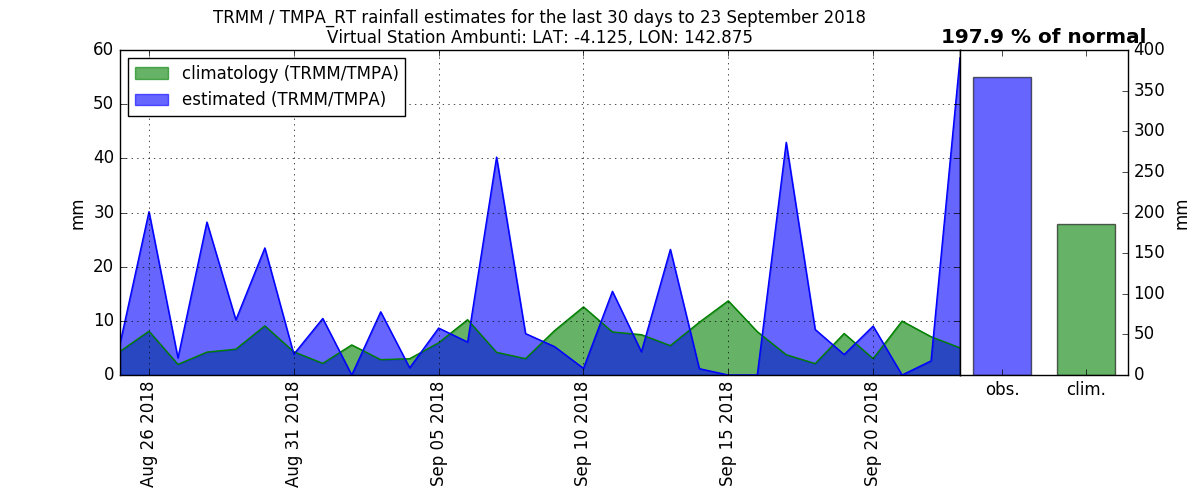 TRMM / TMPA_RT rainfall estimates for the last 30 days to 23 September 2018
Virtual Station Ambunti: LAT: -4.125, LON: 142.875
197.9 % of normal
climatology (TRMM/TMPA)
estimated (TRMM/TMPA)
60
50
40
30
20
10
0
mm
Aug 26 2018
Aug 31 2018
Sep 05 2018
Sep 10 2018
Sep 15 2018
Sep 20 2018
obs.
clim.
400
350
300
250
200
150
100
50
0
mm